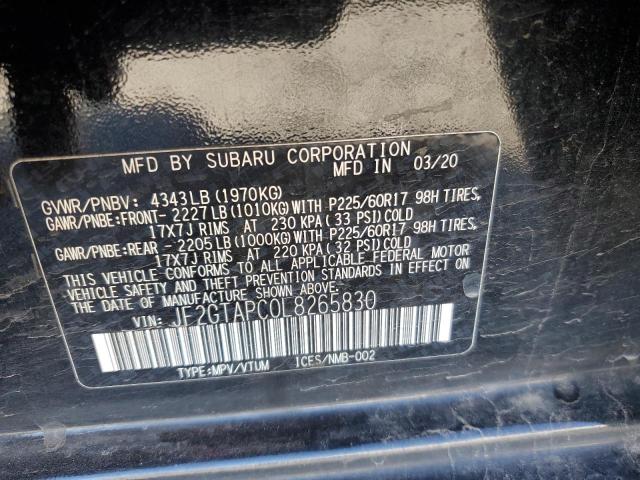 MFD BY SUBARU CORPORATION
MFD IN 03/20
GVWR/PNBV: 4343LB (1970KG)
GAWR/PNBE:FRONT- 2227LB(1010KG)WITH P225/60R17 98H TIRES,
17X7J RIMS AT 230 KPA (33 PSI)COLD
GAWR/PNBE:REAR - 2205LB(1000KG)WITH P225/60R17 98H TIRES,
17X7J RIMS AT 220 KPA (32 PSI)COLD
THIS VEHICLE CONFORMS TO ALL APPLICABLE FEDERAL MOTOR
VEHICLE SAFETY AND THEFT PREVENTION STANDARDS IN EFFECT
ON THE DATE OF MANUFACTURE SHOWN ABOVE.
VIN: JF2GTAPC0L8265830
TYPE:MPV/VTUM ICES/NMB-002